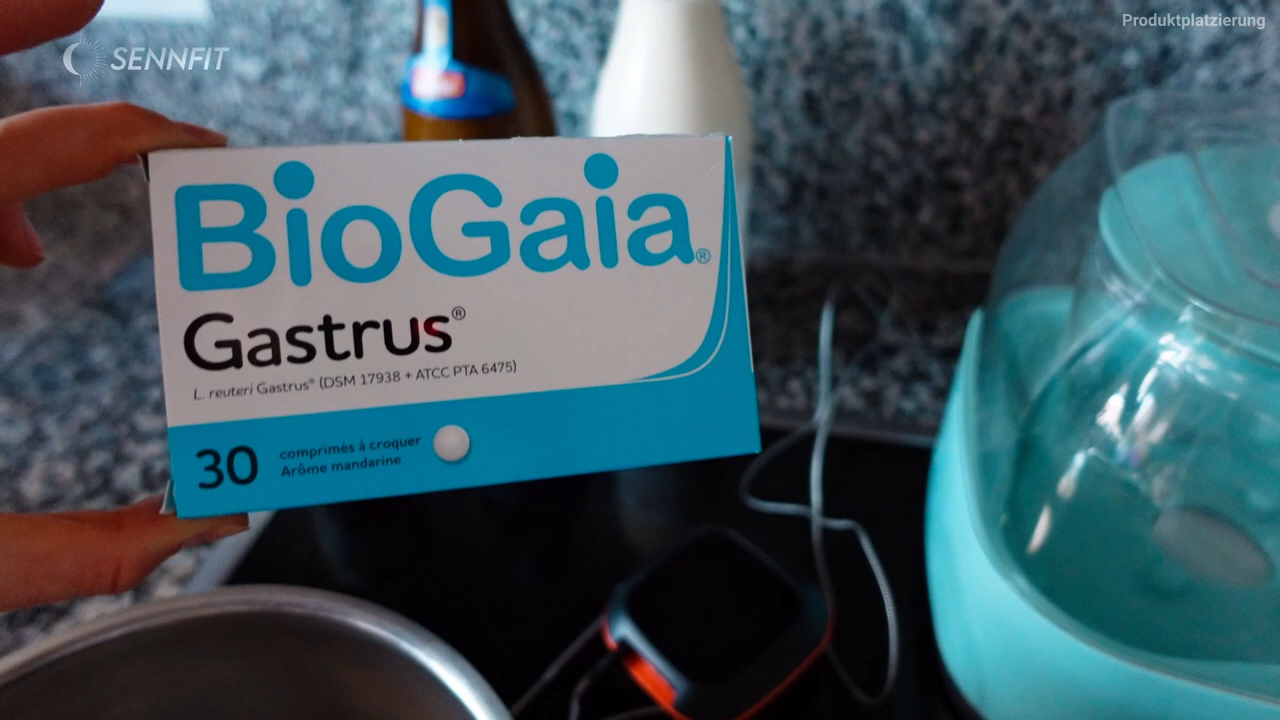 Produktplatzierung
SENNFIT
BioGaia®
Gastrus®
L. reuteri Gastrus® (DSM 17938 + ATCC PTA 6475)
30 comprimés à croquer
Arôme mandarine